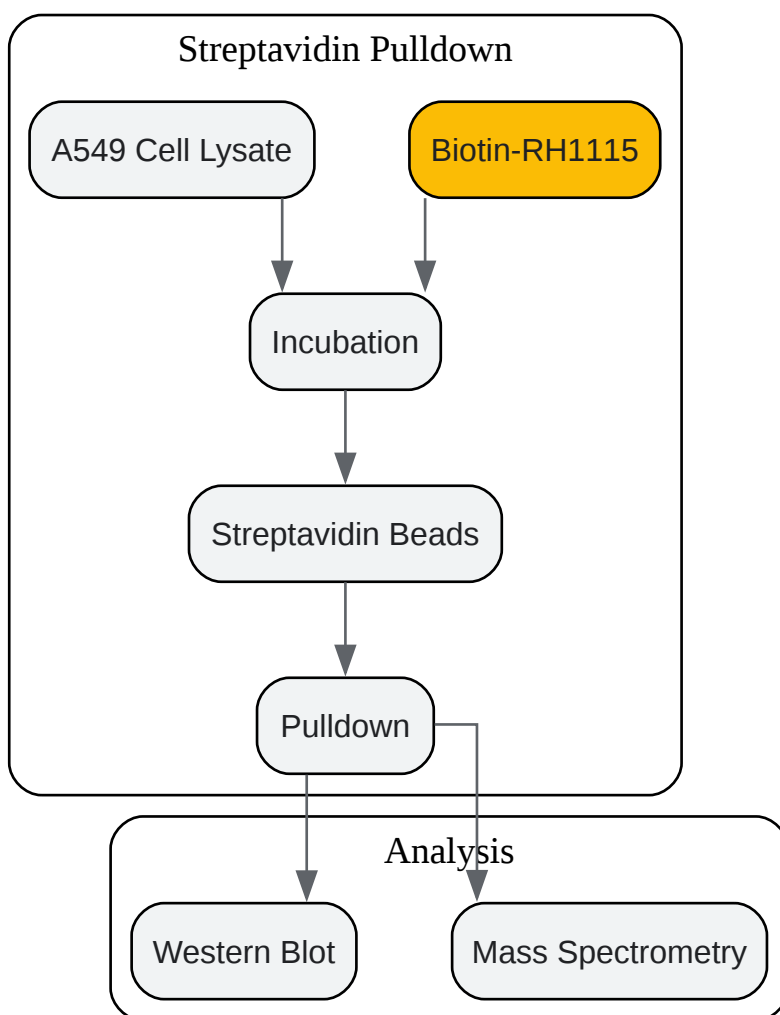 Streptavidin Pulldown
A549 Cell Lysate
Biotin-RH1115
Incubation
Streptavidin Beads
Pulldown
Analysis
Western Blot
Mass Spectrometry